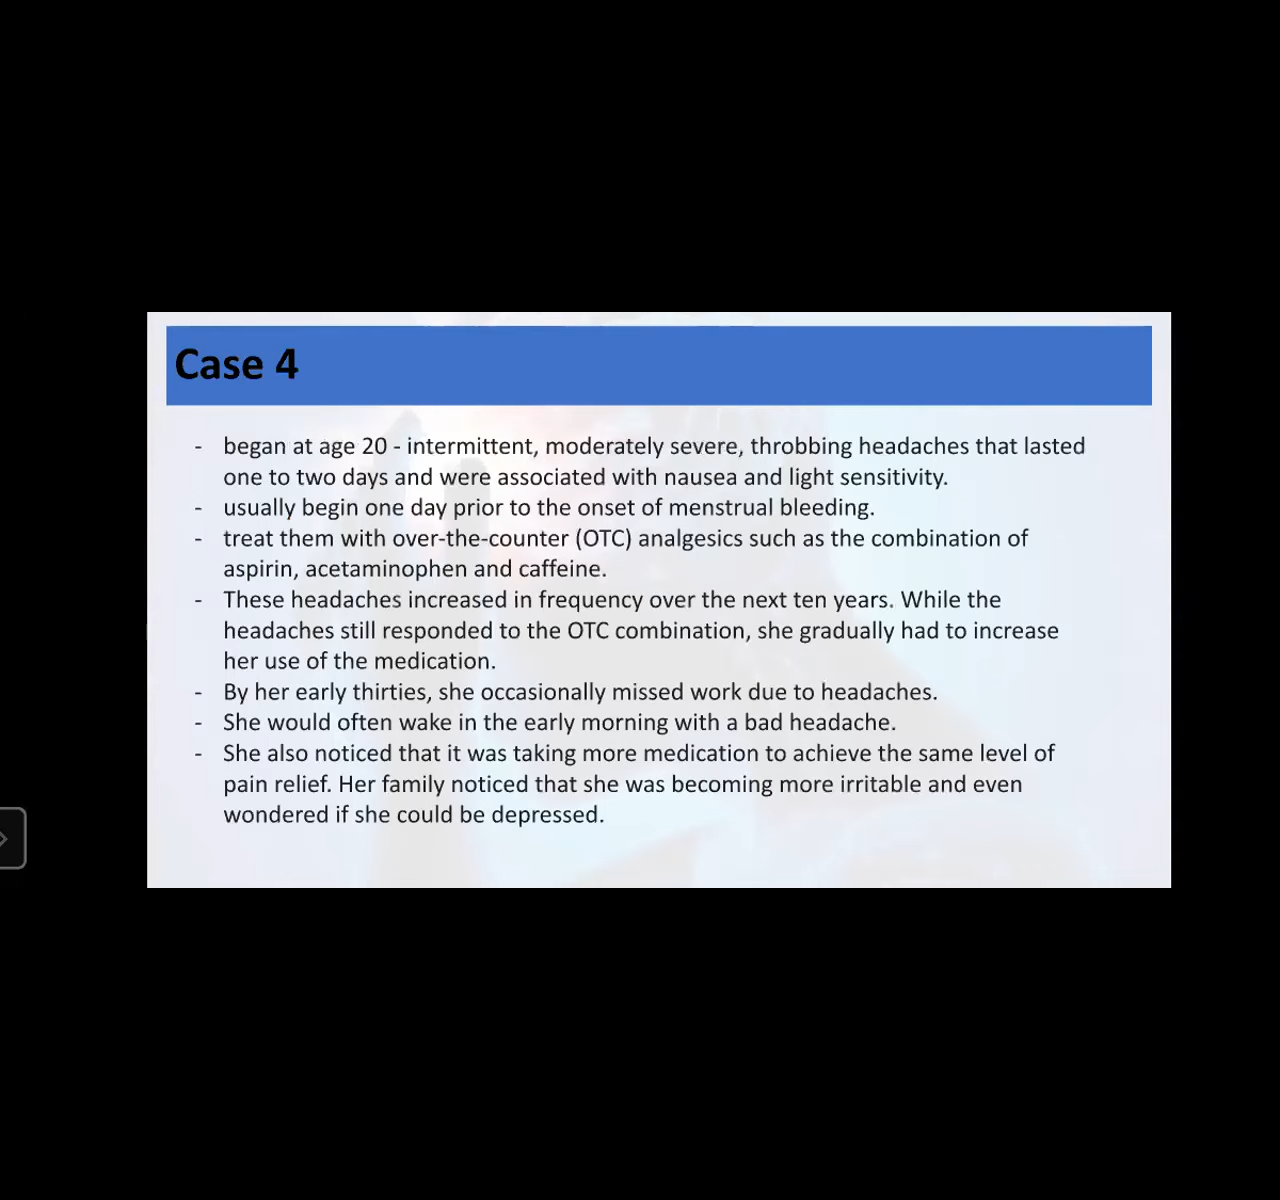 Case 4
- began at age 20 - intermittent, moderately severe, throbbing headaches that lasted
one to two days and were associated with nausea and light sensitivity.
- usually begin one day prior to the onset of menstrual bleeding.
- treat them with over-the-counter (OTC) analgesics such as the combination of
aspirin, acetaminophen and caffeine.
- These headaches increased in frequency over the next ten years. While the
headaches still responded to the OTC combination, she gradually had to increase
her use of the medication.
- By her early thirties, she occasionally missed work due to headaches.
- She would often wake in the early morning with a bad headache.
- She also noticed that it was taking more medication to achieve the same level of
pain relief. Her family noticed that she was becoming more irritable and even
wondered if she could be depressed.